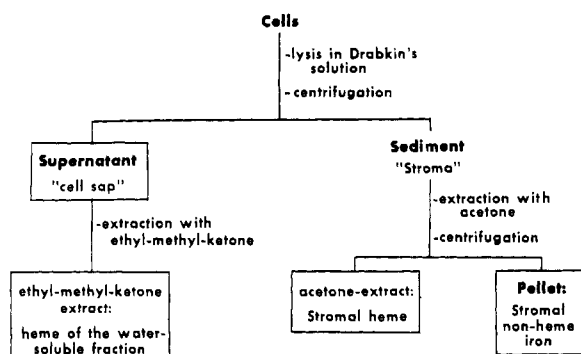 Cells
-lysis in Drabkin's
solution
-centrifugation
Supernatant
"cell sap"
Sediment
"Stroma"
-extraction with
ethyl-methyl-ketone
-extraction with
acetone
-centrifugation
ethyl-methyl-ketone
extract:
heme of the water-
soluble fraction
acetone-extract:
Stromal heme
Pellet:
Stromal
non-heme
iron